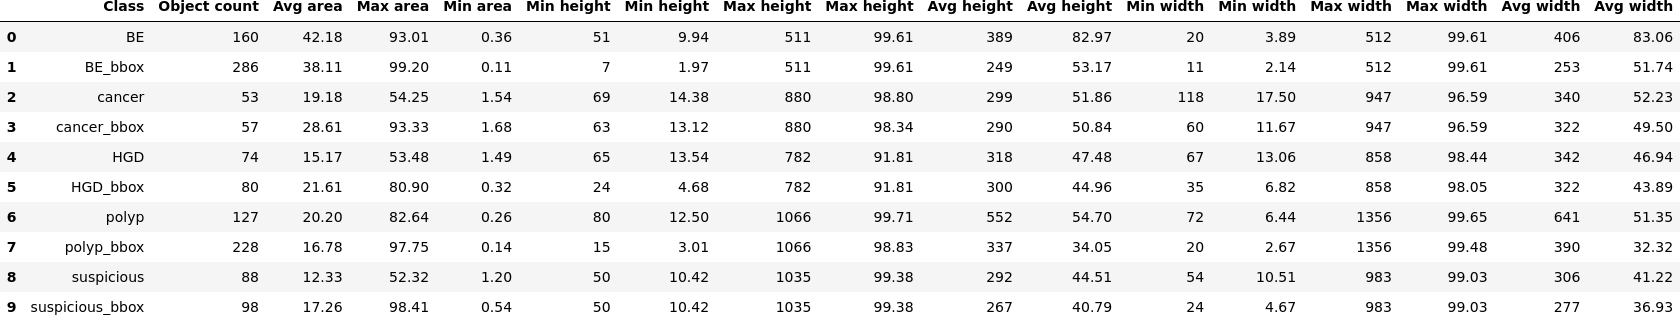 Class Object count Avg area Max area Min area Min height Min height Max height Max height Avg height Avg height Min width Min width Max width Max width Avg width Avg width
0 BE 160 42.18 93.01 0.36 51 9.94 511 99.61 389 82.97 20 3.89 512 99.61 406 83.06
1 BE_bbox 286 38.11 99.20 0.11 7 1.97 511 99.61 249 53.17 11 2.14 512 99.61 253 51.74
2 cancer 53 19.18 54.25 1.54 69 14.38 880 98.80 299 51.86 118 17.50 947 96.59 340 52.23
3 cancer_bbox 57 28.61 93.33 1.68 63 13.12 880 98.34 290 50.84 60 11.67 947 96.59 322 49.50
4 HGD 74 15.17 53.48 1.49 65 13.54 782 91.81 318 47.48 67 13.06 858 98.44 342 46.94
5 HGD_bbox 80 21.61 80.90 0.32 24 4.68 782 91.81 300 44.96 35 6.82 858 98.05 322 43.89
6 polyp 127 20.20 82.64 0.26 80 12.50 1066 99.71 552 54.70 72 6.44 1356 99.65 641 51.35
7 polyp_bbox 228 16.78 97.75 0.14 15 3.01 1066 98.83 337 34.05 20 2.67 1356 99.48 390 32.32
8 suspicious 88 12.33 52.32 1.20 50 10.42 1035 99.38 292 44.51 54 10.51 983 99.03 306 41.22
9 suspicious_bbox 98 17.26 98.41 0.54 50 10.42 1035 99.38 267 40.79 24 4.67 983 99.03 277 36.93